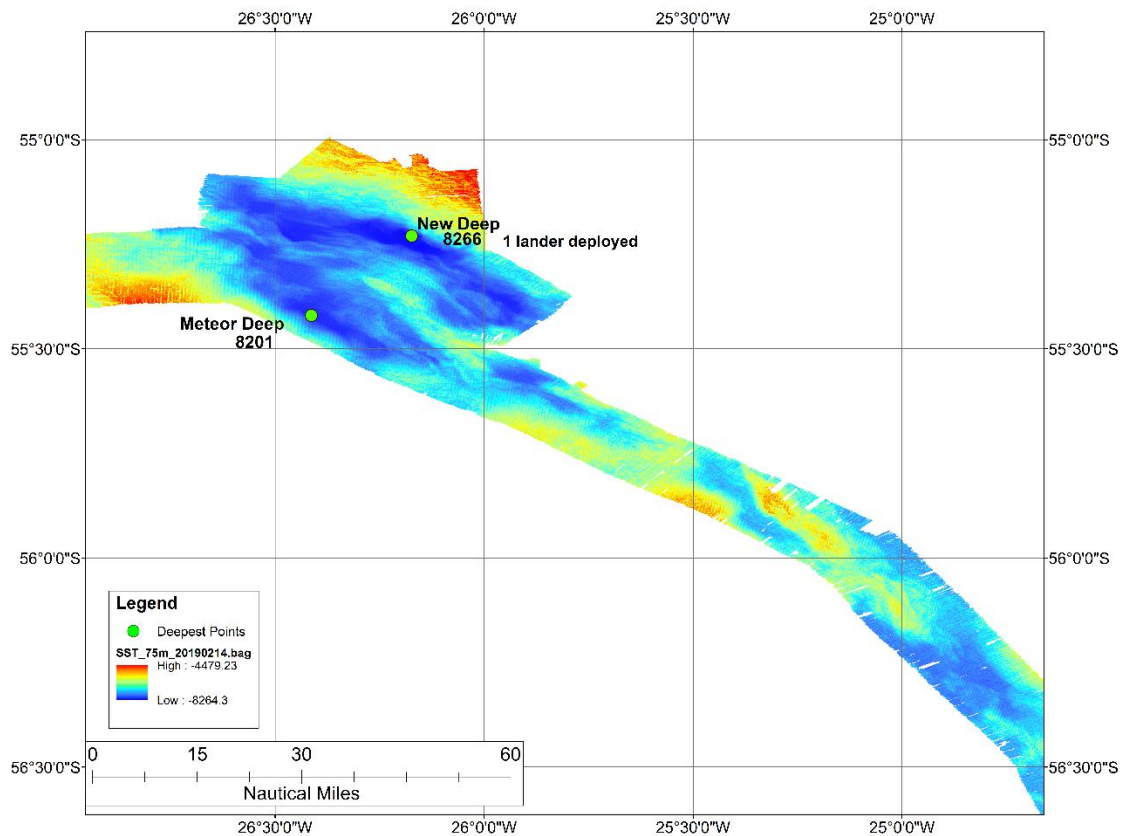 26°30'0"W 26°0'0"W 25°30'0"W 25°0'0"W
55°0'0"S 55°0'0"S
New Deep
8266 1 lander deployed
Meteor Deep
8201
55°30'0"S 55°30'0"S
56°0'0"S 56°0'0"S
Legend
Deepest Points
SST_75m_20190214.bag
High : -4479.23
Low : -8264.3
0 15 30 60
Nautical Miles
56°30'0"S 56°30'0"S
26°30'0"W 26°0'0"W 25°30'0"W 25°0'0"W